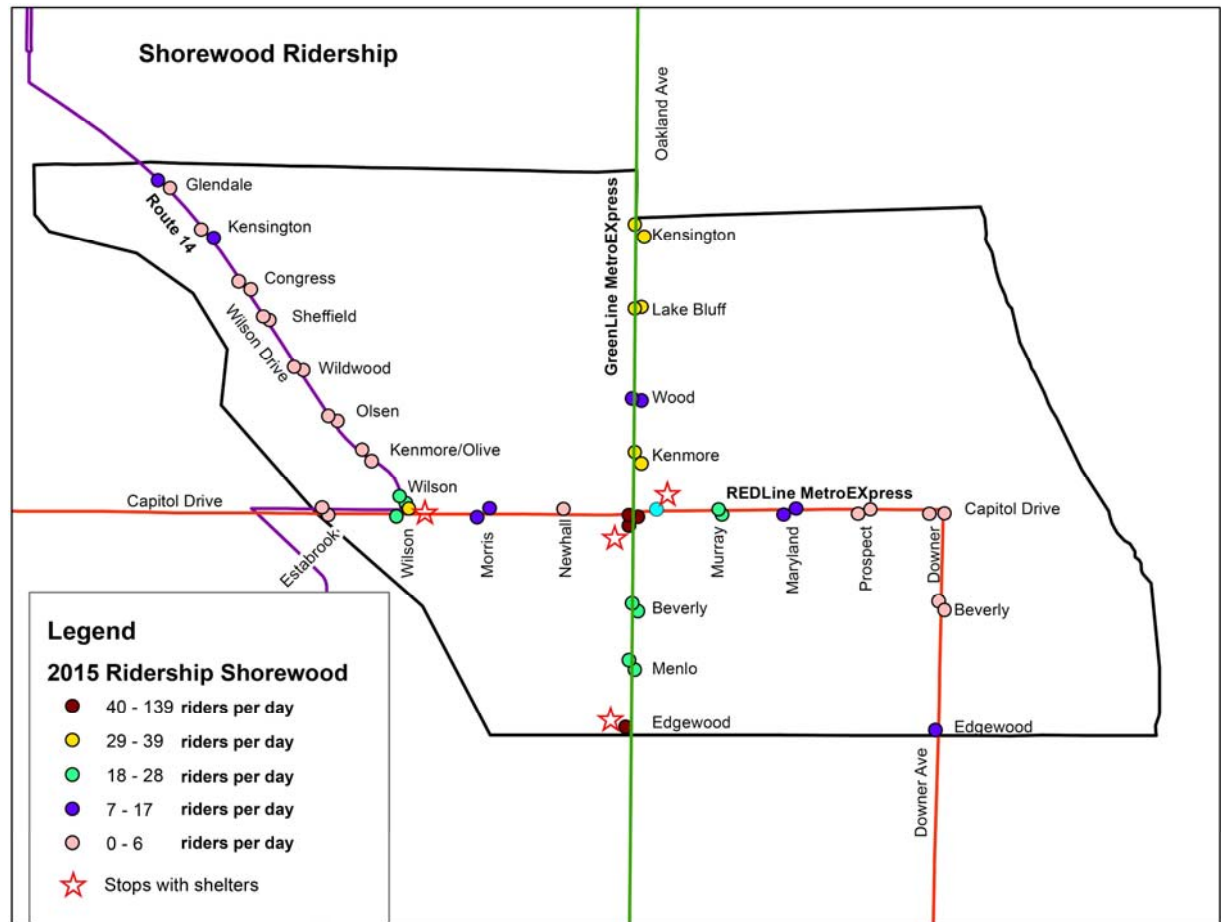 Shorewood Ridership
Oakland Ave
Glendale
Route 14
Kensington
GreenLine MetroEXpress
Kensington
Congress
Sheffield
Lake Bluff
Wilson Drive
Wildwood
Wood
Olsen
Kenmore/Olive
Kenmore
Wilson
REDLine MetroEXpress
Capitol Drive
Capitol Drive
Estabrook
Wilson
Morris
Newhall
Murray
Maryland
Prospect
Downer
Beverly
Beverly
Menlo
Edgewood
Edgewood
Downer Ave
Legend
2015 Ridership Shorewood
40 - 139 riders per day
29 - 39 riders per day
18 - 28 riders per day
7 - 17 riders per day
0 - 6 riders per day
Stops with shelters